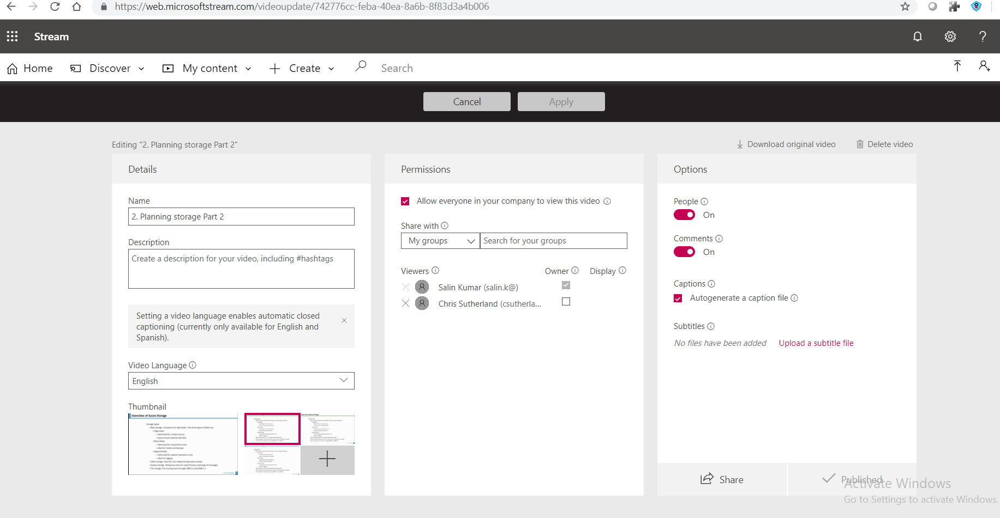 https://web.microsoftstream.com/videoupdate/742776cc-feba-40ea-8a6b-8f83d3a4b006
Stream
?
Home
Discover
My content
Create
Search
Cancel
Apply
Editing "2. Planning storage Part 2"
Download original video
Delete video
Details
Name
2. Planning storage Part 2
Description
Create a description for your video, including #hashtags
Setting a video language enables automatic closed
captioning (currently only available for English and
Spanish).
Video Language
English
Thumbnail
Overview of Azure Storage
Permissions
Allow everyone in your company to view this video
Share with
My groups
Search for your groups
Viewers
Owner
Display
Salin Kumar (salin.k@)
Chris Sutherland (csutherla...
Options
People
On
Comments
On
Captions
Autogenerate a caption file
Subtitles
No files have been added
Upload a subtitle file
Share
Published
Activate Windows
Go to Settings to activate Windows.